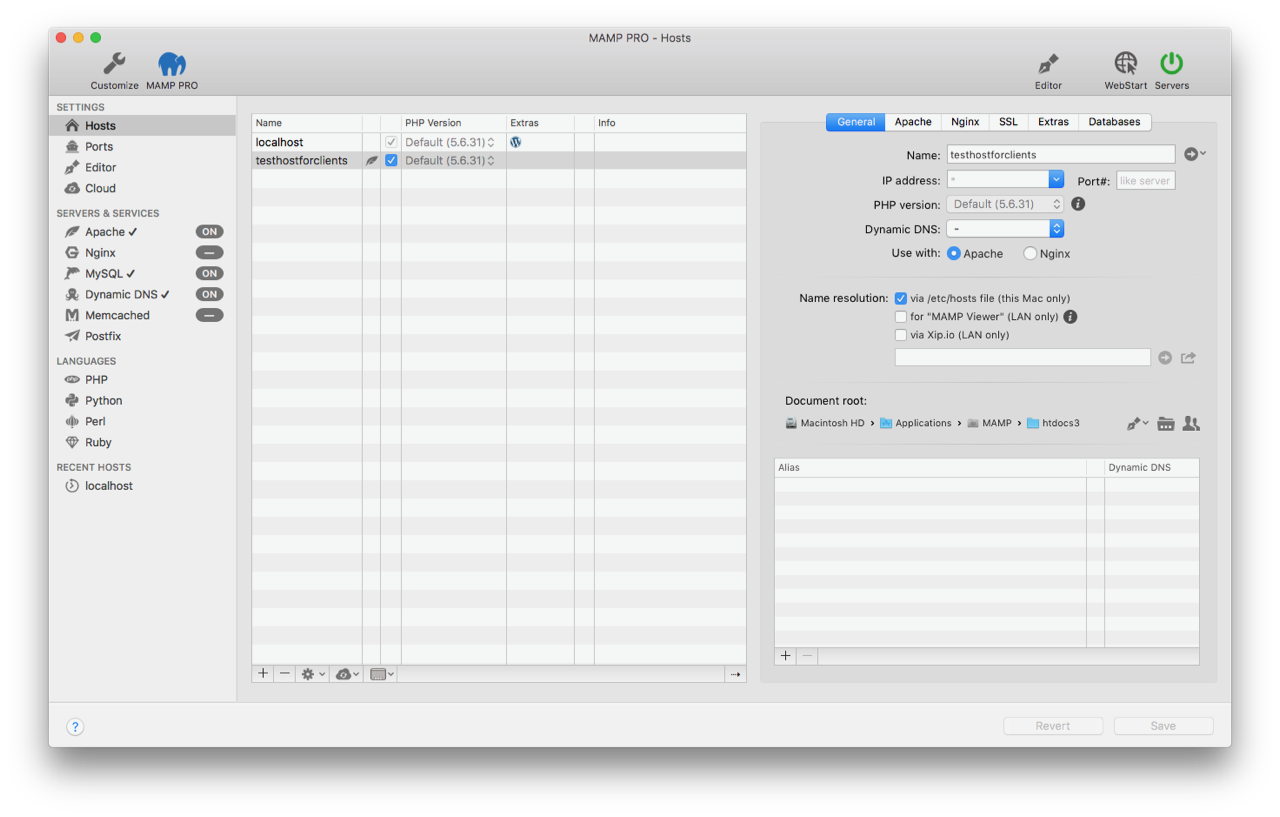 MAMP PRO - Hosts
Customize MAMP PRO Editor WebStart Servers
SETTINGS
Hosts
Ports
Editor
Cloud
SERVERS & SERVICES
Apache ✓ ON
Nginx —
MySQL ✓ ON
Dynamic DNS ✓ ON
Memcached —
Postfix
LANGUAGES
PHP
Python
Perl
Ruby
RECENT HOSTS
localhost
Name PHP Version Extras Info
localhost Default (5.6.31)
testhostforclients Default (5.6.31)
General Apache Nginx SSL Extras Databases
Name: testhostforclients
IP address: * Port#: like server
PHP version: Default (5.6.31)
Dynamic DNS: -
Use with: Apache Nginx
Name resolution: via /etc/hosts file (this Mac only)
for "MAMP Viewer" (LAN only)
via Xip.io (LAN only)
Document root:
Macintosh HD › Applications › MAMP › htdocs3
Alias Dynamic DNS
? Revert Save